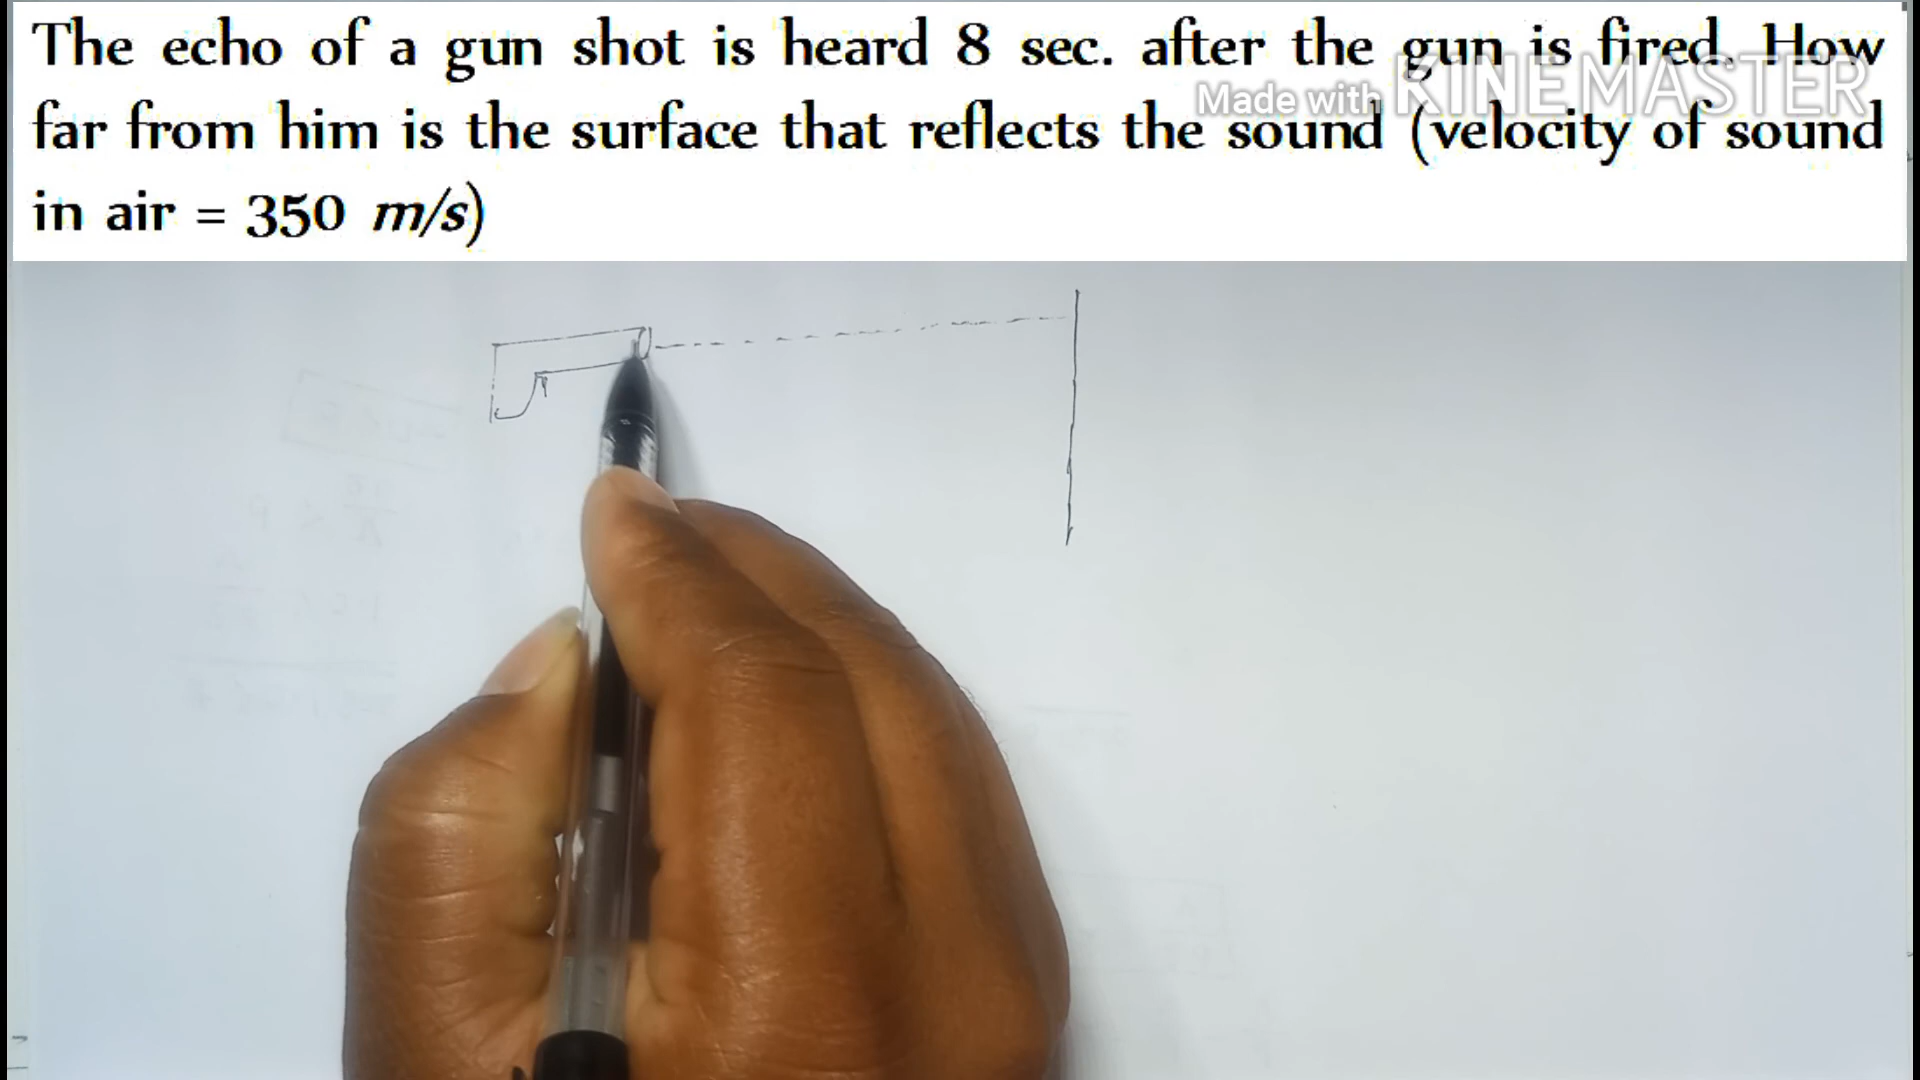 The echo of a gun shot is heard 8 sec. after the gun is fired. How
Made with KINEMASTER
far from him is the surface that reflects the sound (velocity of sound
in air = 350 m/s)